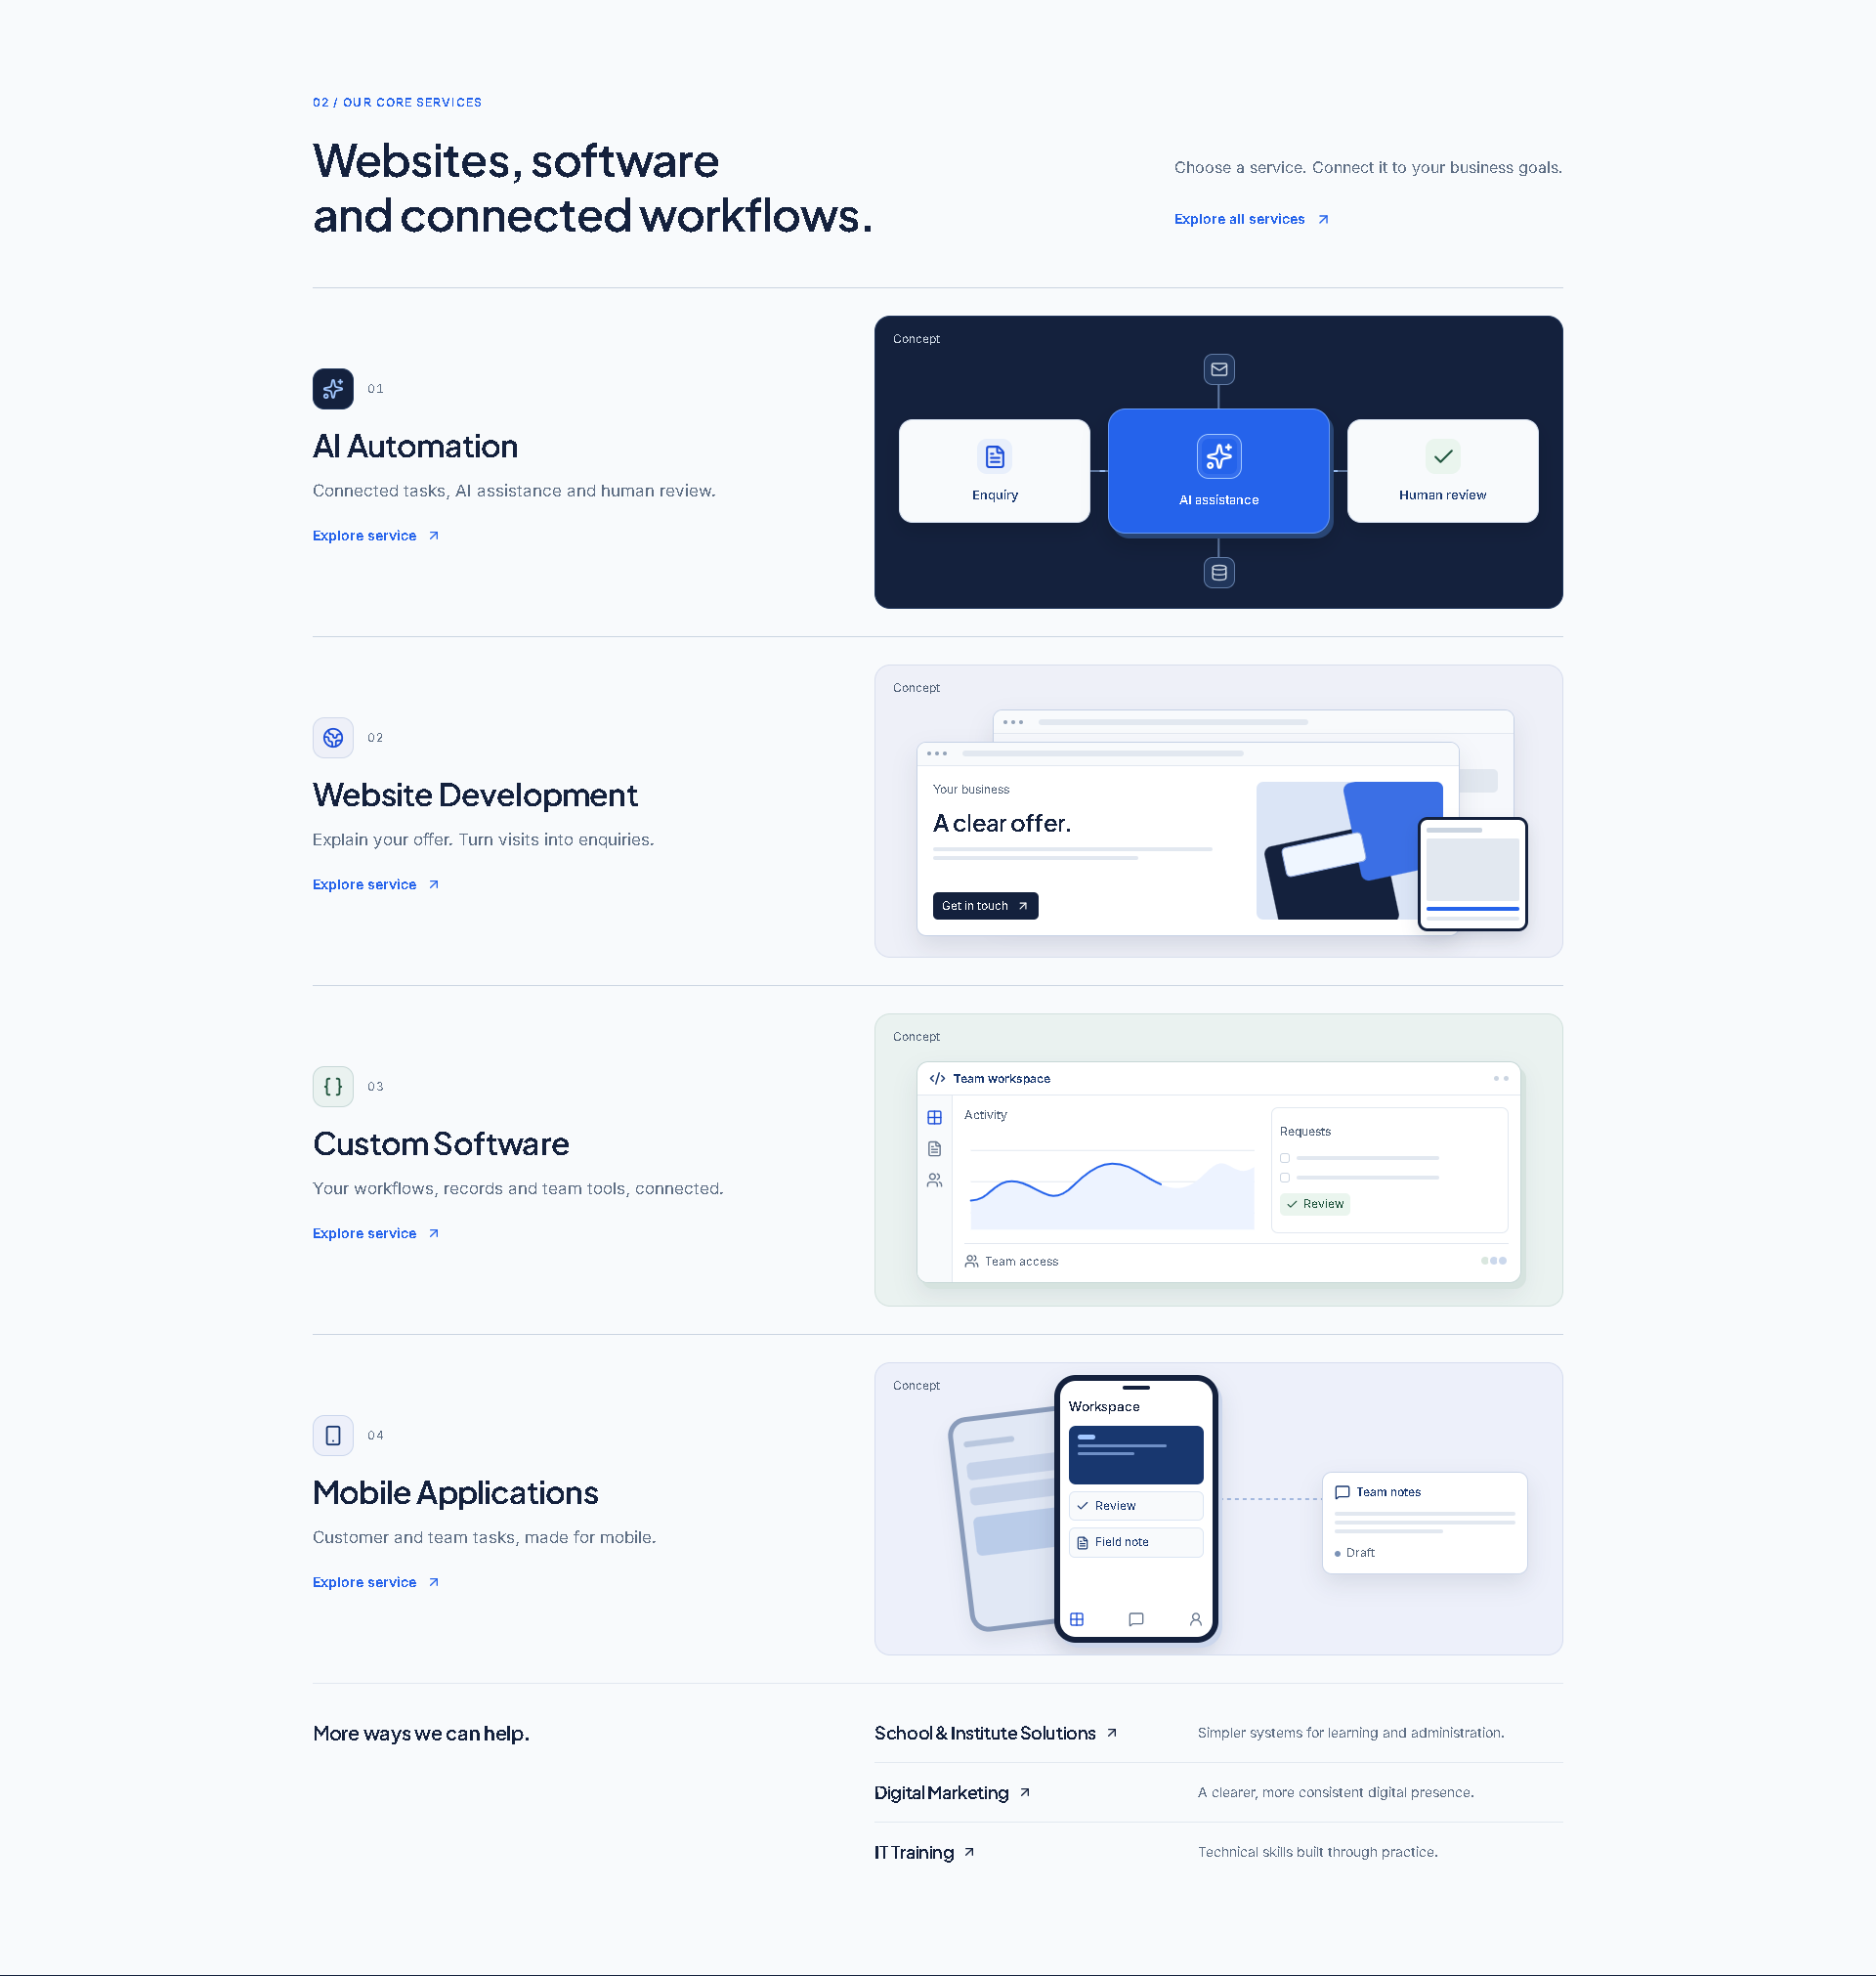 02 / OUR CORE SERVICES
Websites, software
and connected workflows.
Choose a service. Connect it to your business goals.
Explore all services
01
AI Automation
Connected tasks, AI assistance and human review.
Explore service
Concept
Enquiry
AI assistance
Human review
02
Website Development
Explain your offer. Turn visits into enquiries.
Explore service
Concept
Your business
A clear offer.
Get in touch
03
Custom Software
Your workflows, records and team tools, connected.
Explore service
Concept
Team workspace
Activity
Requests
Review
Team access
04
Mobile Applications
Customer and team tasks, made for mobile.
Explore service
Concept
Workspace
Review
Field note
Team notes
Draft
More ways we can help.
School & Institute Solutions
Simpler systems for learning and administration.
Digital Marketing
A clearer, more consistent digital presence.
IT Training
Technical skills built through practice.